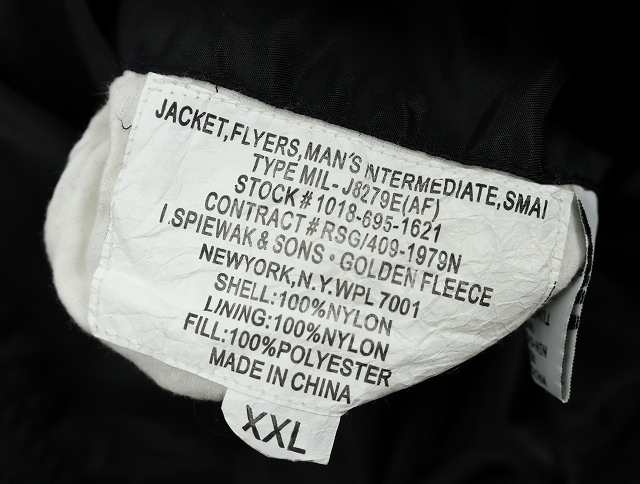 JACKET,FLYERS,MAN'S INTERMEDIATE,SMAI
TYPE MIL-J8279E(AF)
STOCK#1018-695-1621
CONTRACT#RSG/409-1979N
I.SPIEWAK & SONS·GOLDEN FLEECE
NEWYORK,N.Y.WPL 7001
SHELL:100%NYLON
LINING:100%NYLON
FILL:100%POLYESTER
MADE IN CHINA
XXL